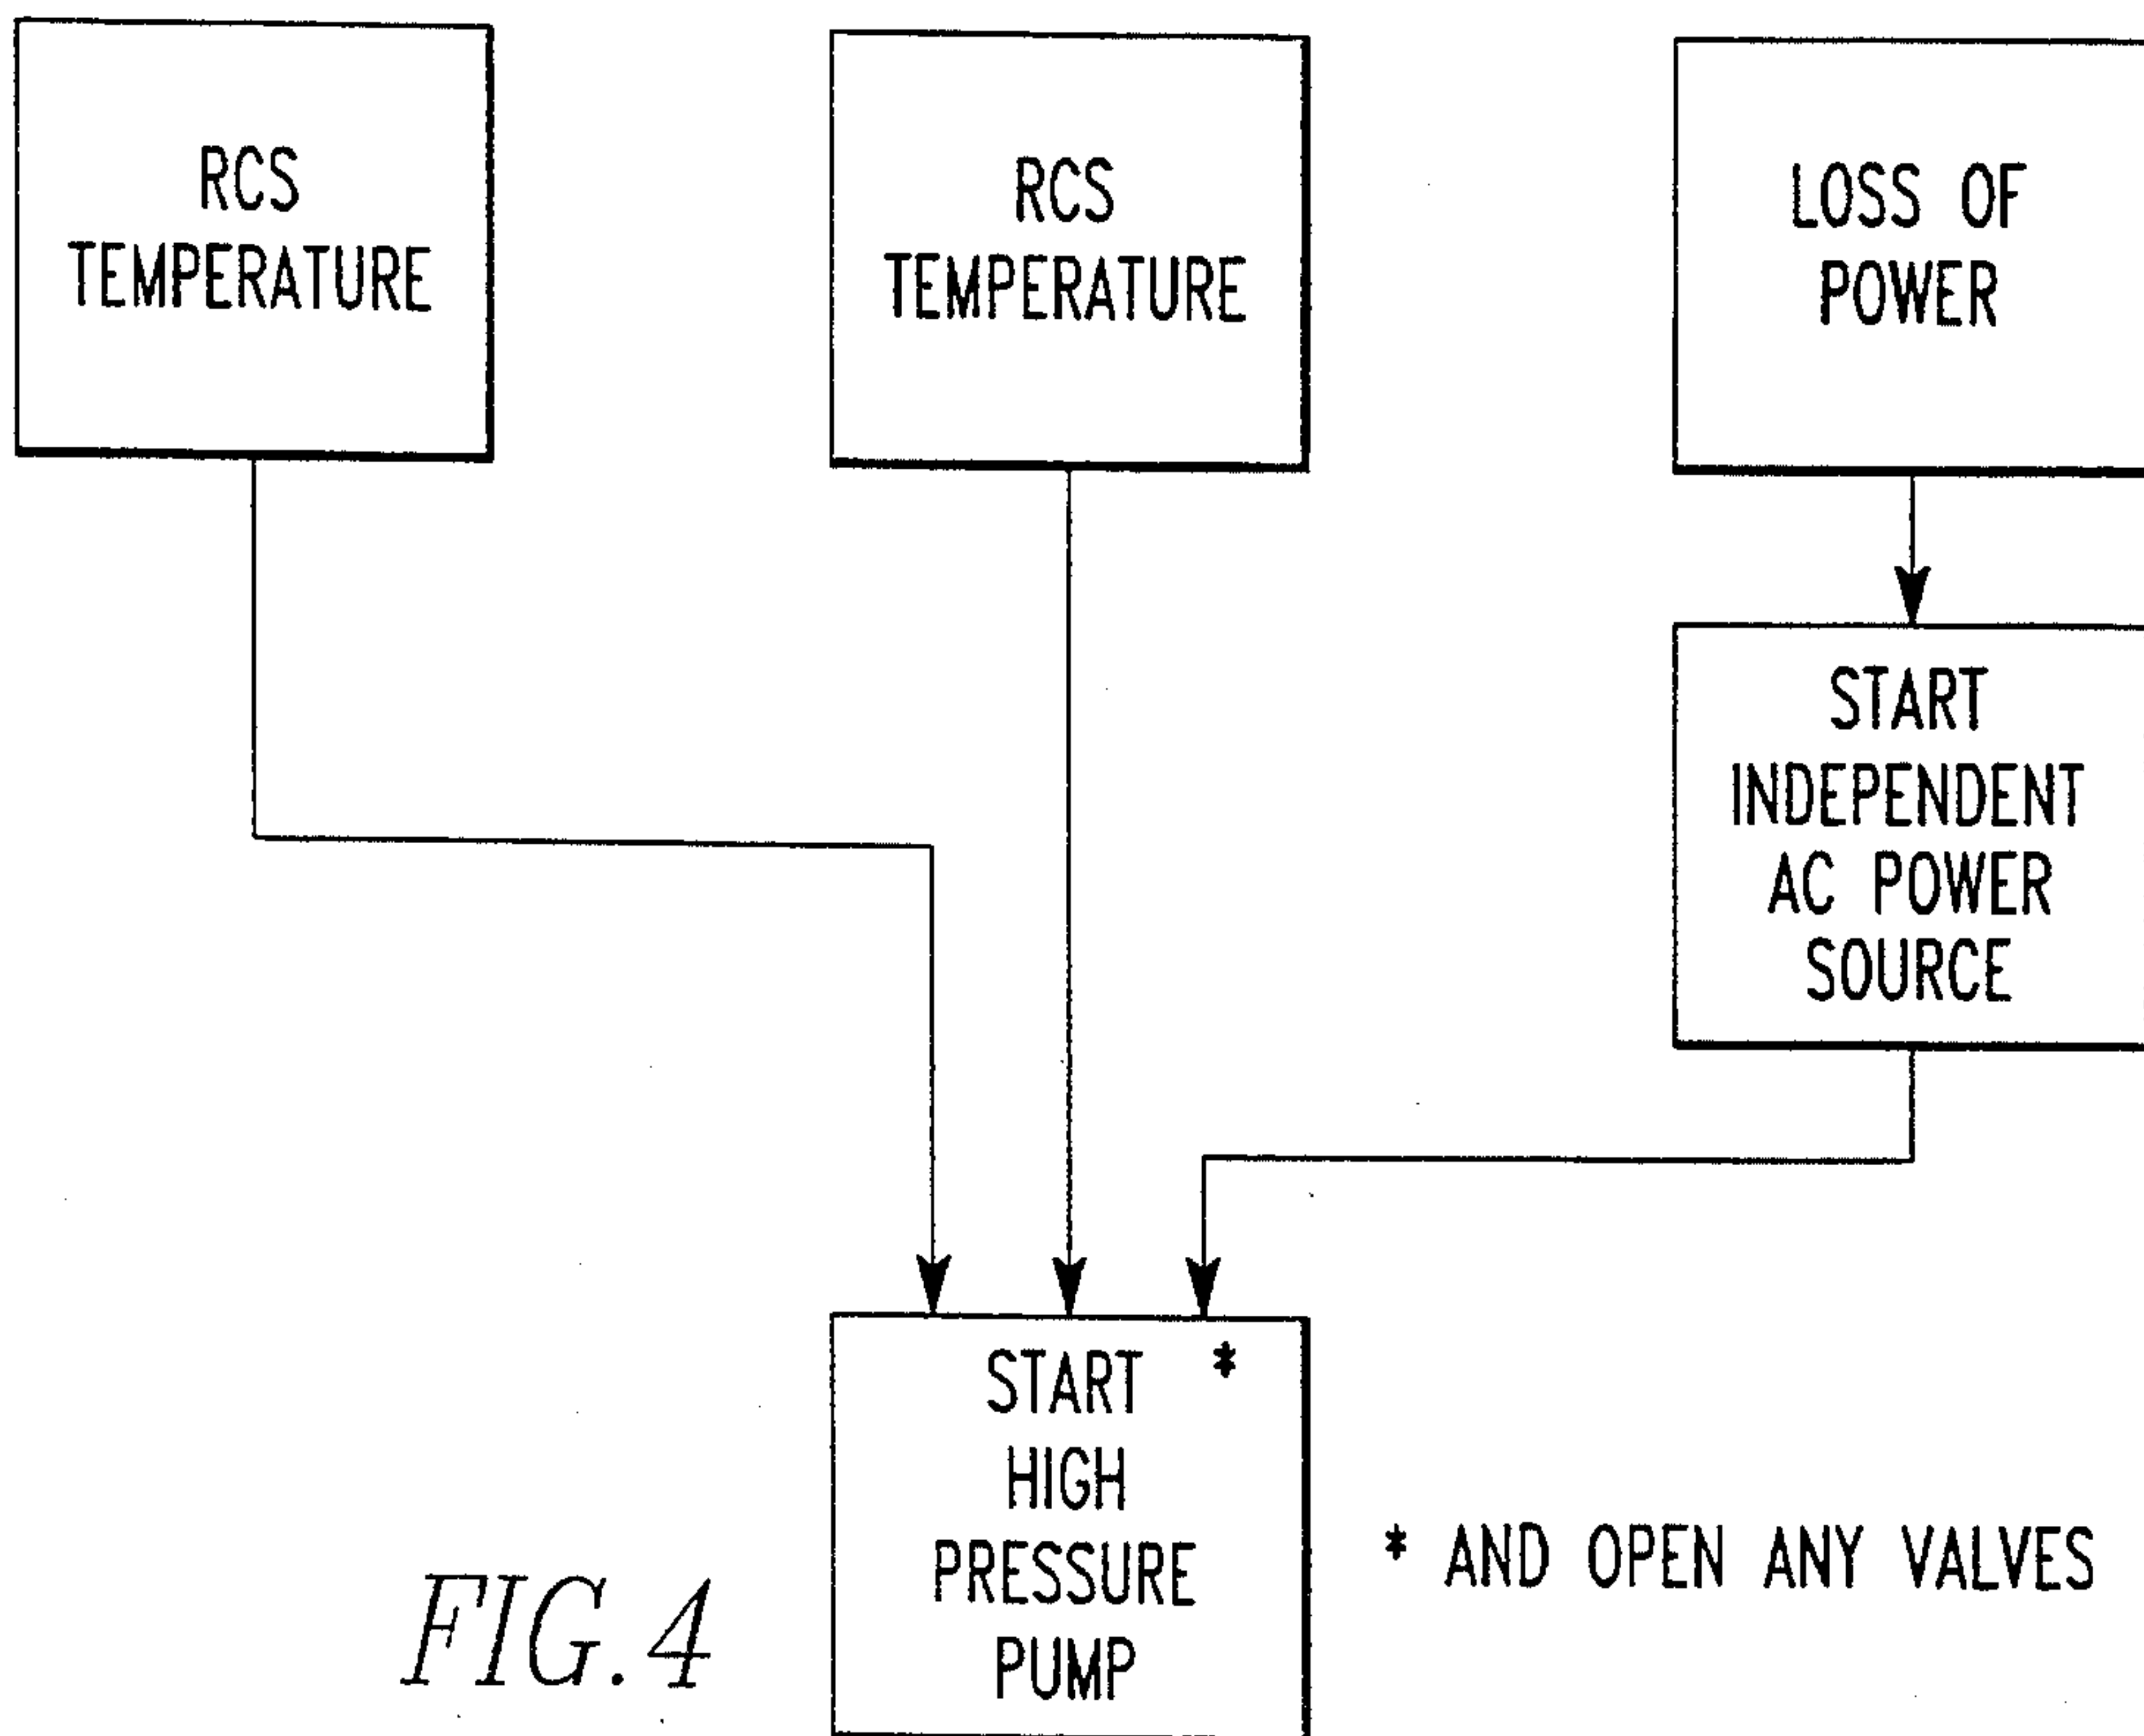 RCS
TEMPERATURE
RCS
TEMPERATURE
LOSS OF
POWER
START
INDEPENDENT
AC POWER
SOURCE
START *
HIGH
PRESSURE
PUMP
* AND OPEN ANY VALVES
FIG. 4